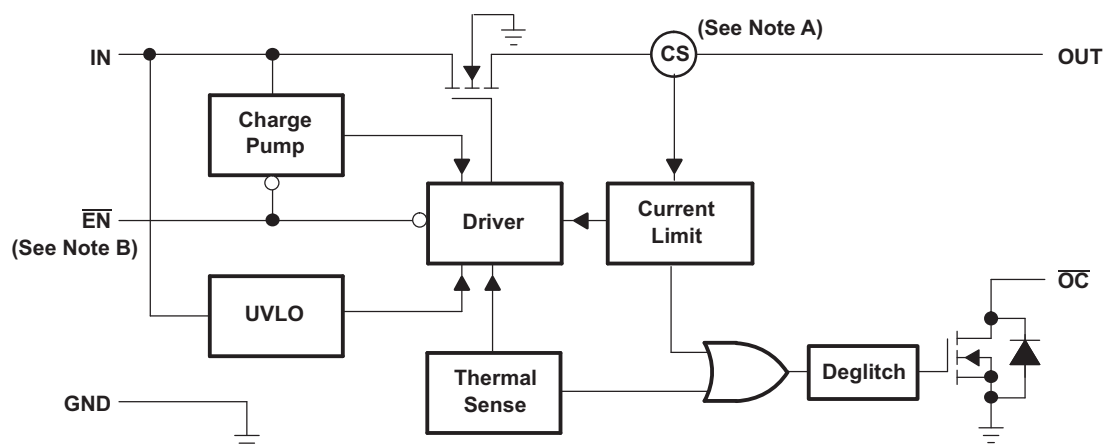 (See Note A)
IN
CS
OUT
Charge
Pump
EN
(See Note B)
Driver
Current
Limit
OC
UVLO
Thermal
Sense
Deglitch
GND